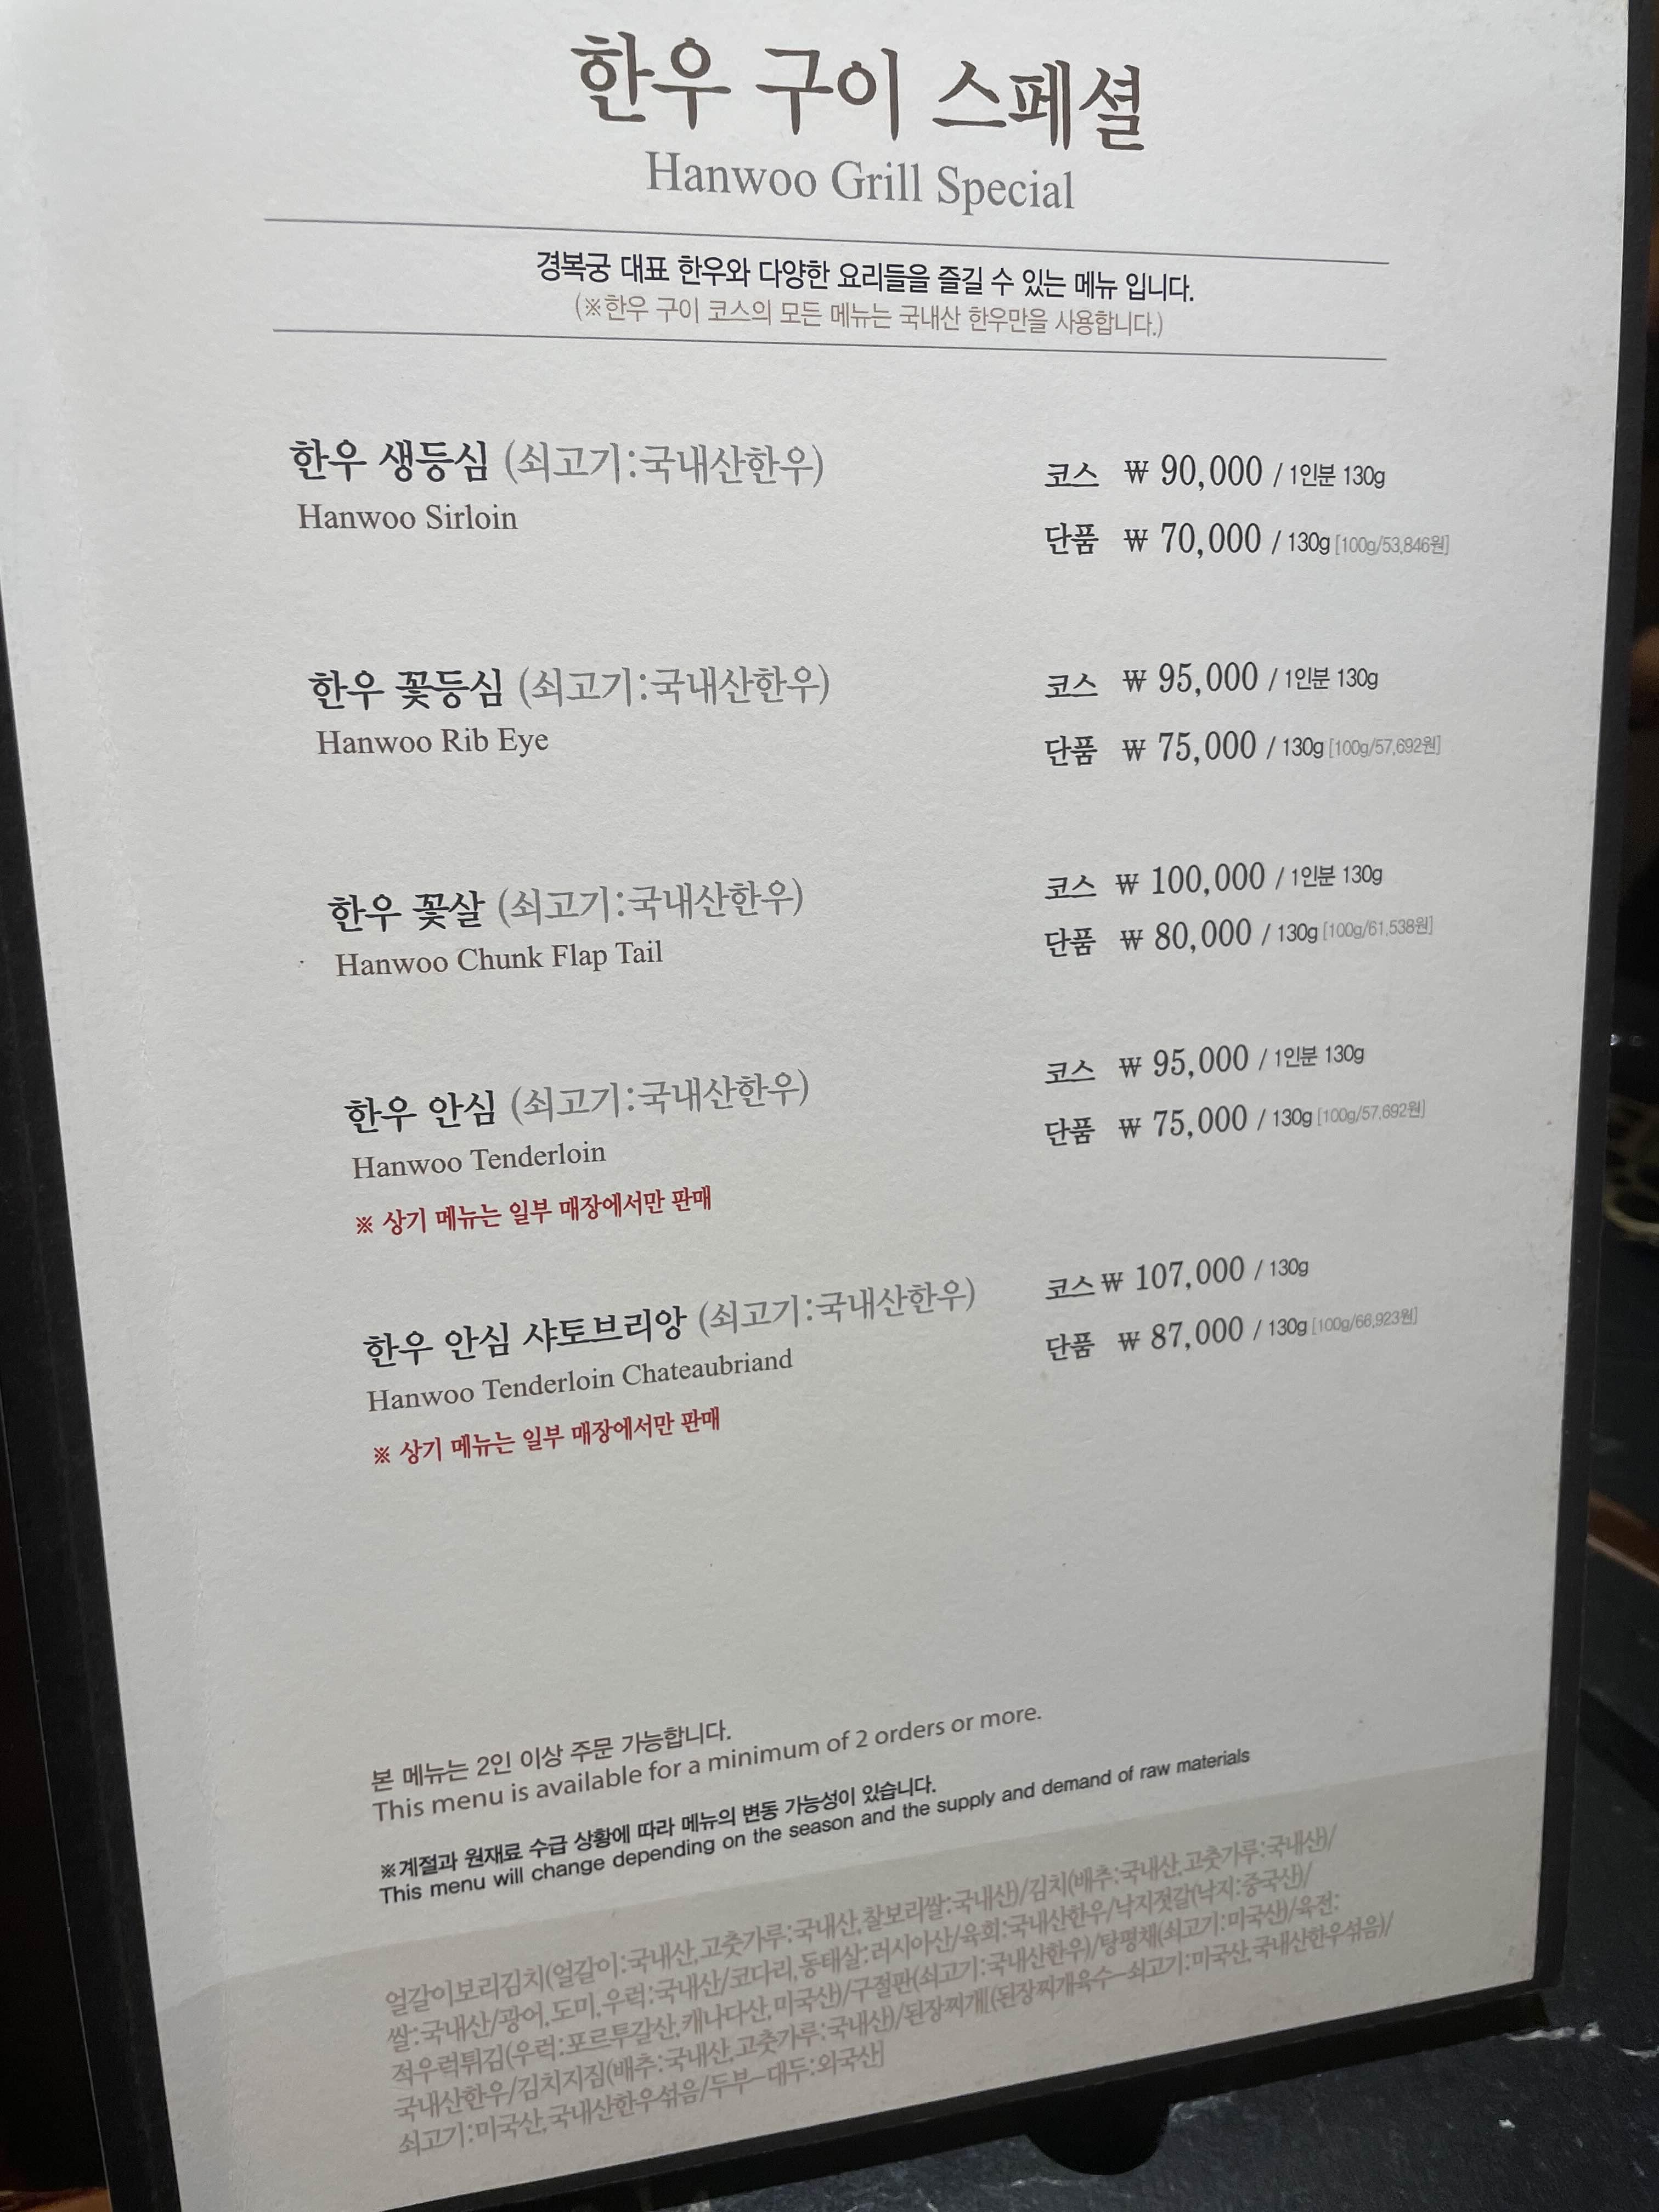 한우 구이 스페셜
Hanwoo Grill Special
경복궁 대표 한우와 다양한 요리들을 즐길 수 있는 메뉴 입니다.
(※한우 구이 코스의 모든 메뉴는 국내산 한우만을 사용합니다.)
한우 생등심 (쇠고기:국내산한우)
Hanwoo Sirloin
코스 ₩ 90,000 / 1인분 130g
단품 ₩ 70,000 / 130g [100g/53,846원]
한우 꽃등심 (쇠고기:국내산한우)
Hanwoo Rib Eye
코스 ₩ 95,000 / 1인분 130g
단품 ₩ 75,000 / 130g [100g/57,692원]
한우 꽃살 (쇠고기:국내산한우)
Hanwoo Chunk Flap Tail
코스 ₩ 100,000 / 1인분 130g
단품 ₩ 80,000 / 130g [100g/61,538원]
한우 안심 (쇠고기:국내산한우)
Hanwoo Tenderloin
※ 상기 메뉴는 일부 매장에서만 판매
코스 ₩ 95,000 / 1인분 130g
단품 ₩ 75,000 / 130g [100g/57,692원]
한우 안심 샤토브리앙 (쇠고기:국내산한우)
Hanwoo Tenderloin Chateaubriand
※ 상기 메뉴는 일부 매장에서만 판매
코스 ₩ 107,000 / 130g
단품 ₩ 87,000 / 130g [100g/66,923원]
본 메뉴는 2인 이상 주문 가능합니다.
This menu is available for a minimum of 2 orders or more.
※계절과 원재료 수급 상황에 따라 메뉴의 변동 가능성이 있습니다.
This menu will change depending on the season and the supply and demand of raw materials
얼갈이보리김치(얼갈이:국내산,고춧가루:국내산,찰보리쌀:국내산)/김치(배추:국내산,고춧가루:국내산)/
쌀:국내산/광어,도미,우럭:국내산/코다리,동태살:러시아산/육회:국내산한우/낙지젓갈(낙지:중국산)/
적우럭튀김(우럭:포르투갈산,캐나다산,미국산)/구절판(쇠고기:국내산한우)/탕평채(쇠고기:미국산)/육전:
국내산한우/김치지짐(배추:국내산,고춧가루:국내산)/된장찌개[(된장찌개육수-쇠고기:미국산,국내산한우섞음)/
쇠고기:미국산,국내산한우섞음/두부-대두:외국산]